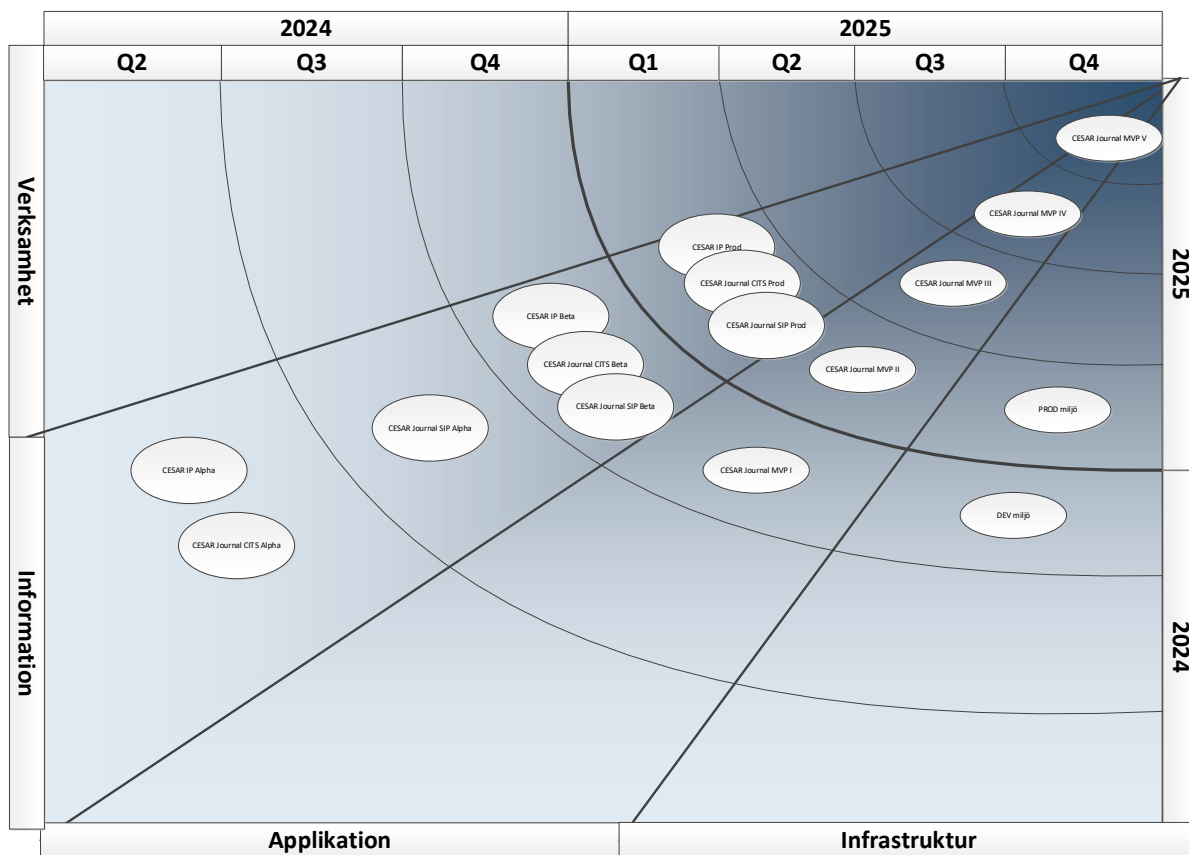 2024
2025
Q2
Q3
Q4
Q1
Q2
Q3
Q4
Verksamhet
Information
CESAR Journal MVP V
CESAR Journal MVP IV
CESAR IP Prod
CESAR Journal CITS Prod
CESAR Journal MVP III
CESAR IP Beta
CESAR Journal SIP Prod
CESAR Journal CITS Beta
CESAR Journal MVP II
CESAR Journal SIP Beta
PROD miljö
CESAR Journal SIP Alpha
CESAR IP Alpha
CESAR Journal MVP I
DEV miljö
CESAR Journal CITS Alpha
2025
2024
Applikation
Infrastruktur